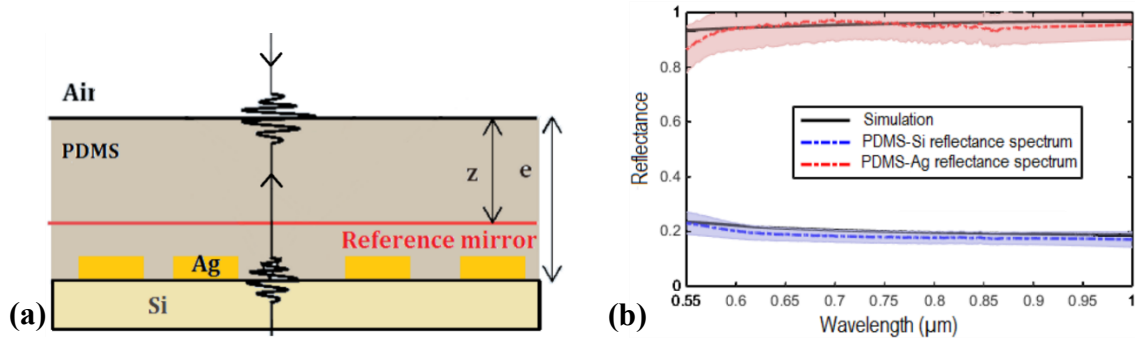 Air
PDMS
z
e
Reference mirror
Ag
Si
(a)
1
0.8
0.6
0.4
0.2
0
Reflectance
Simulation
PDMS-Si reflectance spectrum
PDMS-Ag reflectance spectrum
0.55 0.6 0.65 0.7 0.75 0.8 0.85 0.9 0.95 1
Wavelength (μm)
(b)